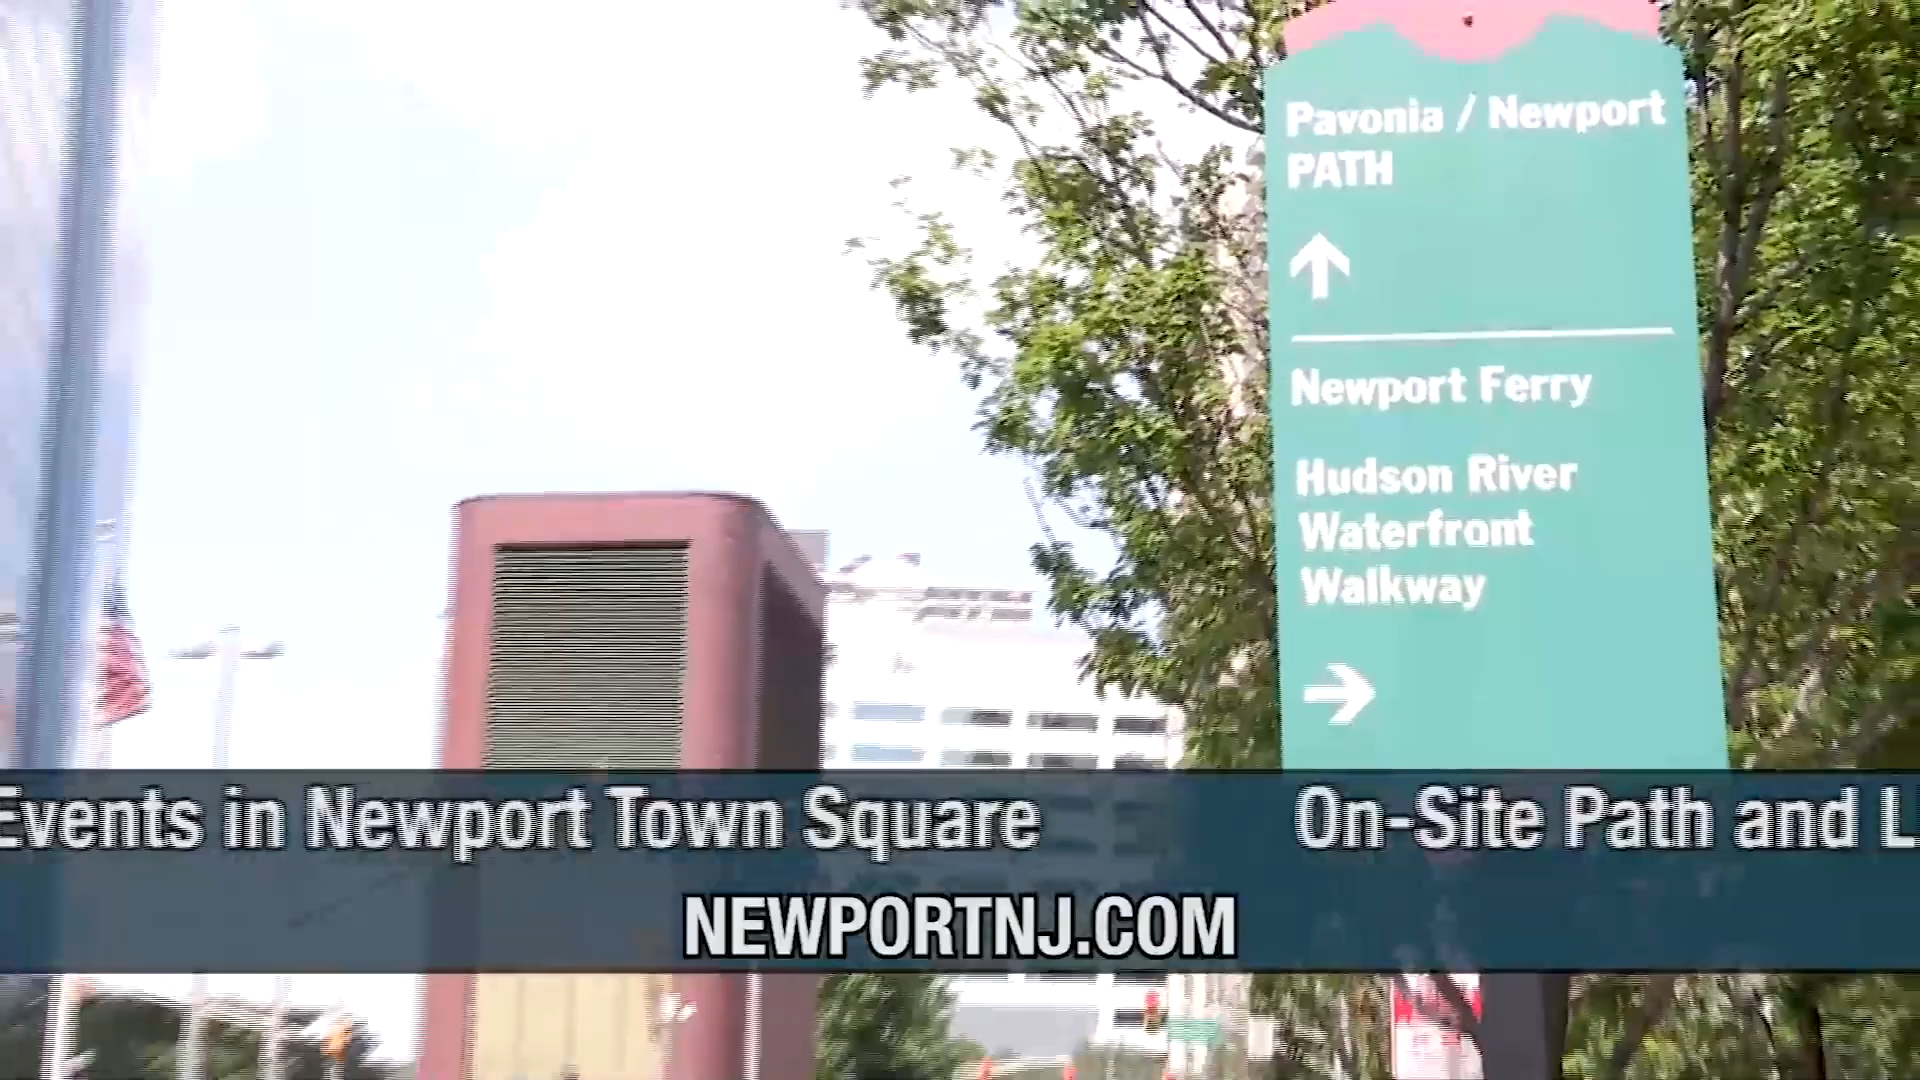 Pavonia / Newport
PATH
Newport Ferry
Hudson River
Waterfront
Walkway
Events in Newport Town Square
On-Site Path and
NEWPORTNJ.COM